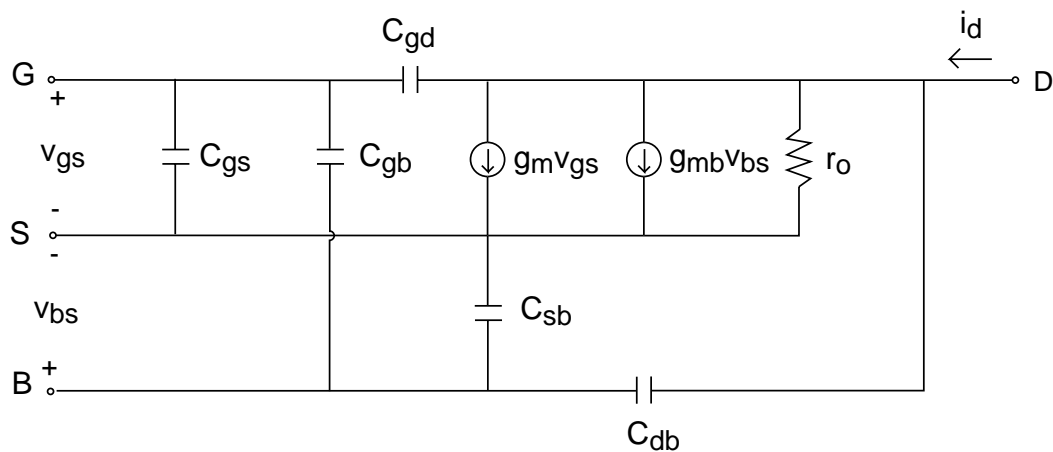 i_d
C_gd
G
D
+
v_gs
C_gs
C_gb
g_m v_gs
g_mb v_bs
r_o
-
S
-
v_bs
C_sb
+
B
C_db